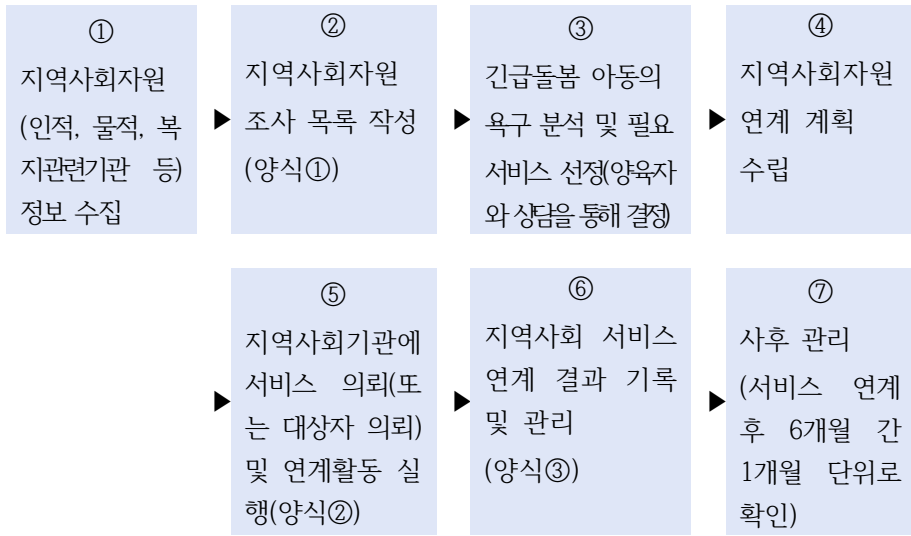 ①
지역사회자원
(인적, 물적, 복
지관련기관 등)
정보 수집
▶
②
지역사회자원
조사 목록 작성
(양식①)
▶
③
긴급돌봄 아동의
욕구 분석 및 필요
서비스 선정(양육자
와 상담을 통해 결정)
▶
④
지역사회자원
연계 계획
수립
▶
⑤
지역사회기관에
서비스 의뢰(또
는 대상자 의뢰)
및 연계활동 실
행(양식②)
▶
⑥
지역사회 서비스
연계 결과 기록
및 관리
(양식③)
▶
⑦
사후 관리
(서비스 연계
후 6개월 간
1개월 단위로
확인)